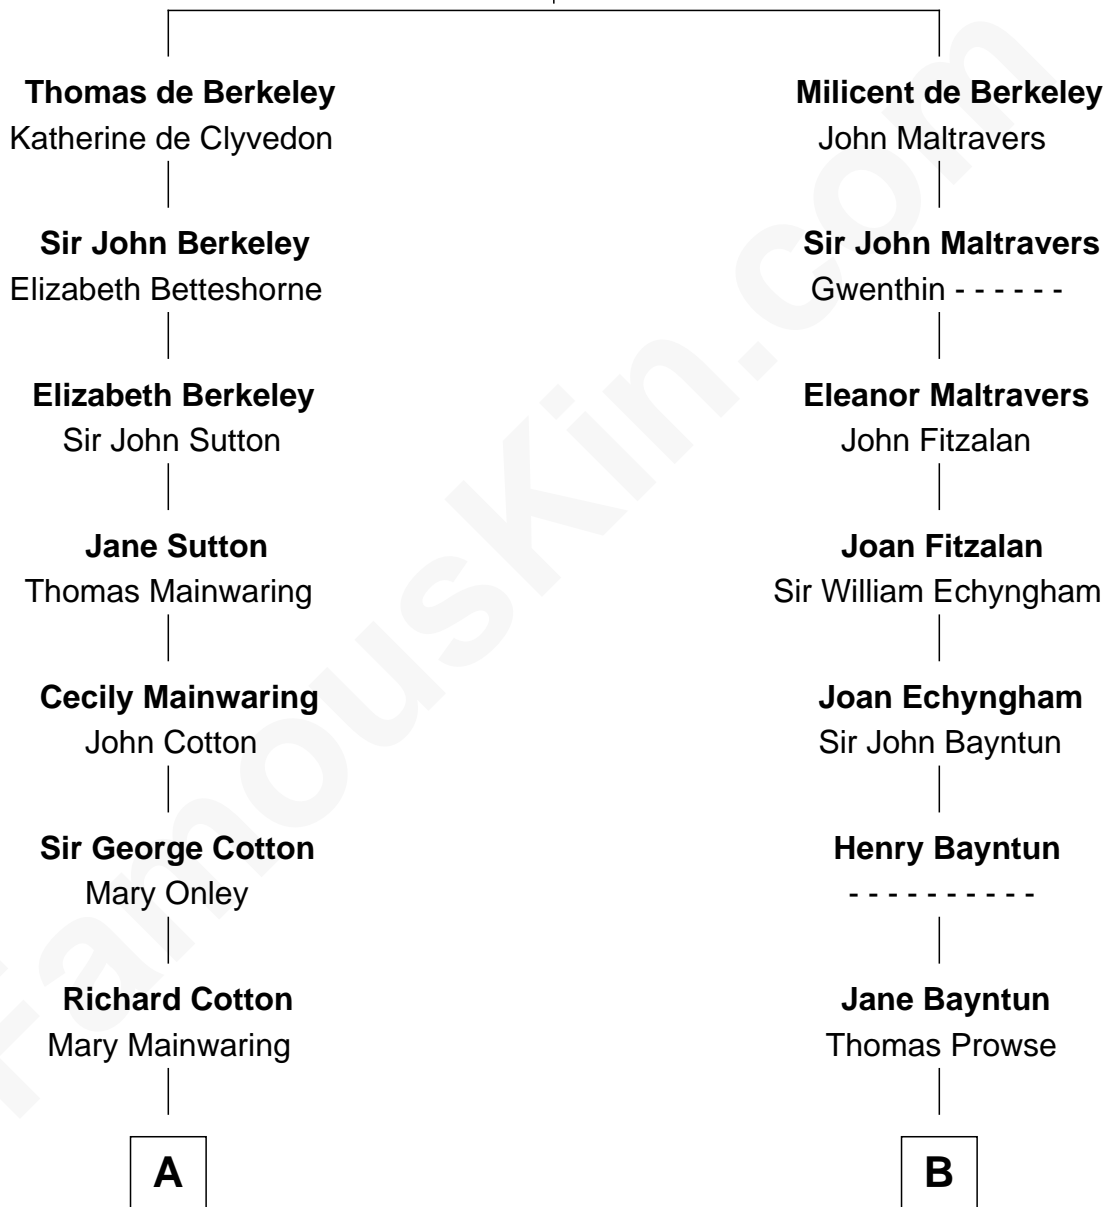 Thomas de Berkeley
Katherine de Clyvedon
Sir John Berkeley
Elizabeth Betteshorne
Elizabeth Berkeley
Sir John Sutton
Jane Sutton
Thomas Mainwaring
Cecily Mainwaring
John Cotton
Sir George Cotton
Mary Onley
Richard Cotton
Mary Mainwaring
A
Milicent de Berkeley
John Maltravers
Sir John Maltravers
Gwenthin - - - - - -
Eleanor Maltravers
John Fitzalan
Joan Fitzalan
Sir William Echyngham
Joan Echyngham
Sir John Bayntun
Henry Bayntun
- - - - - - - - - -
Jane Bayntun
Thomas Prowse
B
FamousKin.com